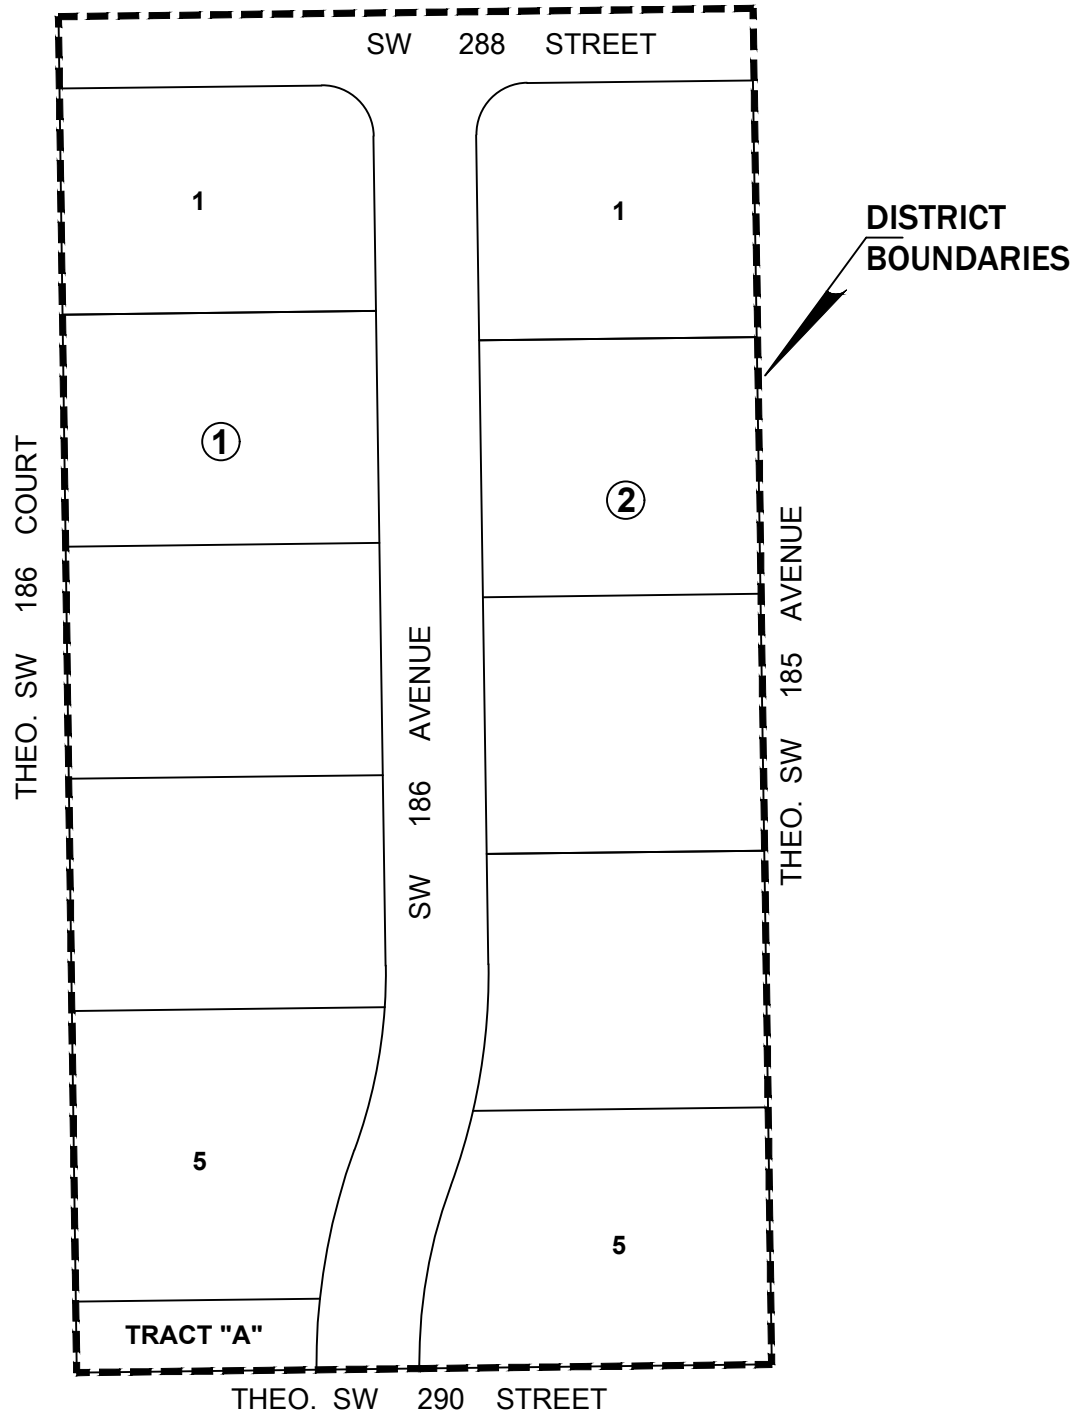 SW 288 STREET
1
1
DISTRICT
BOUNDARIES
1
2
THEO. SW 186 COURT
SW 186 AVENUE
THEO. SW 185 AVENUE
5
5
TRACT "A"
THEO. SW 290 STREET